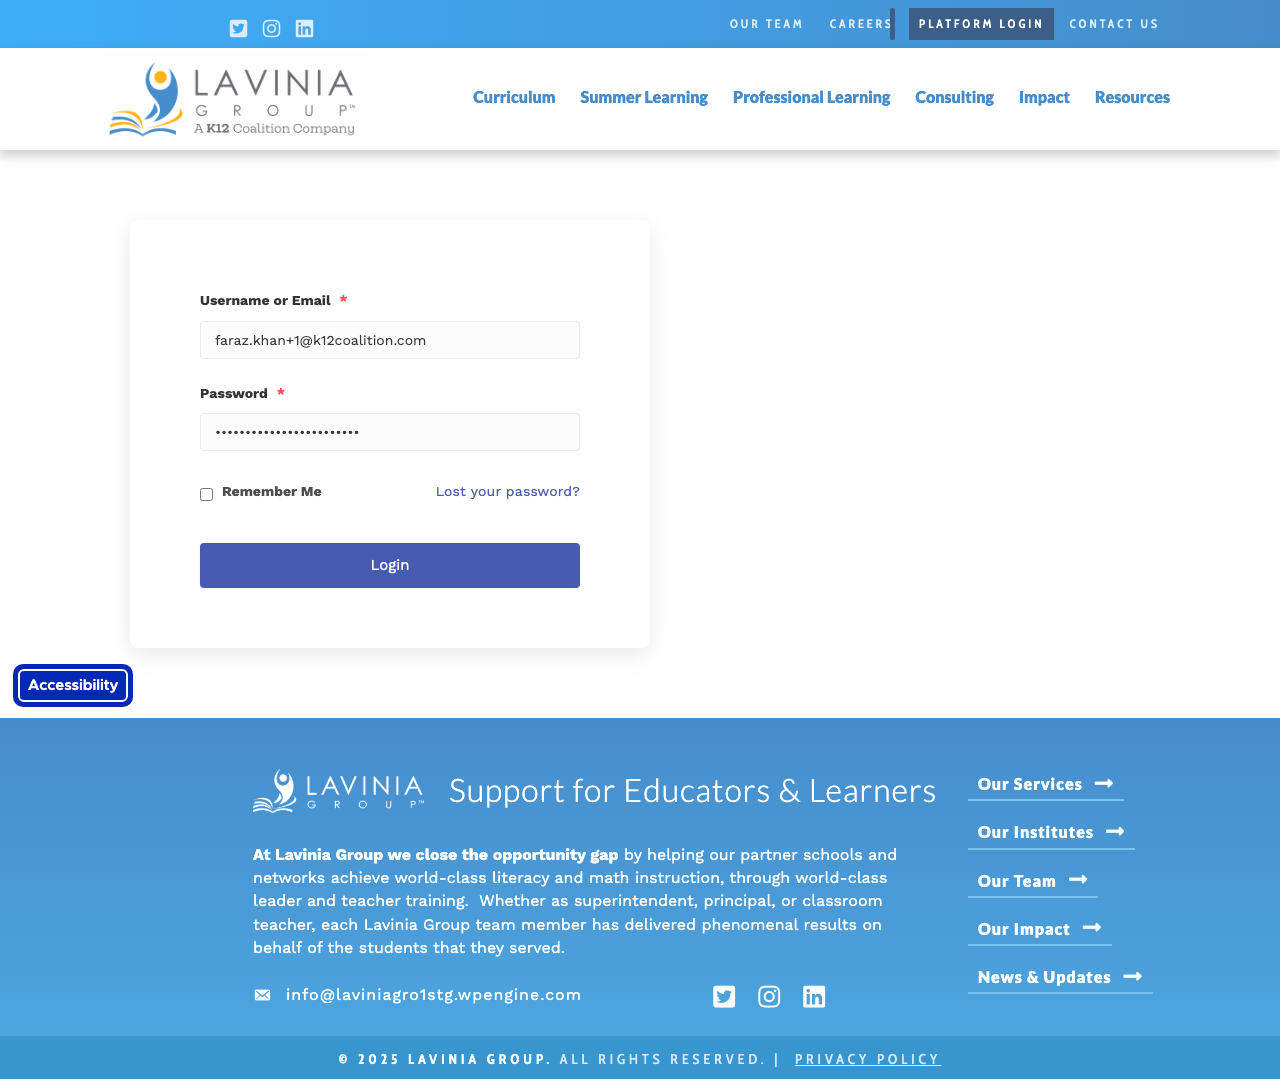 OUR TEAM
CAREERS
PLATFORM LOGIN
CONTACT US
LAVINIA
GROUP™
A K12 Coalition Company
Curriculum
Summer Learning
Professional Learning
Consulting
Impact
Resources
Username or Email *
faraz.khan+1@k12coalition.com
Password *
••••••••••••••••••••••••
Remember Me
Lost your password?
Login
Accessibility
LAVINIA
GROUP™
Support for Educators & Learners
At Lavinia Group we close the opportunity gap by helping our partner schools and
networks achieve world-class literacy and math instruction, through world-class
leader and teacher training.  Whether as superintendent, principal, or classroom
teacher, each Lavinia Group team member has delivered phenomenal results on
behalf of the students that they served.
info@laviniagro1stg.wpengine.com
Our Services
Our Institutes
Our Team
Our Impact
News & Updates
© 2025 LAVINIA GROUP. ALL RIGHTS RESERVED. | PRIVACY POLICY